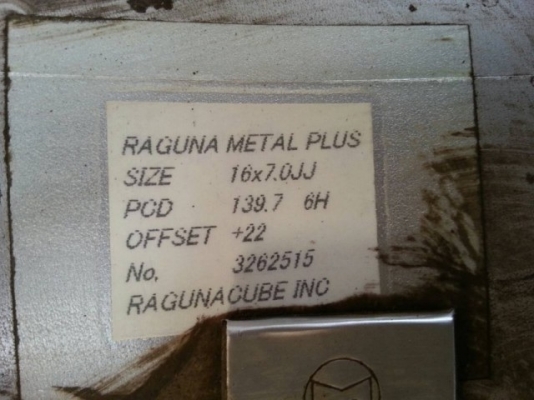 RAGUNA METAL PLUS
SIZE 16x7.0JJ
PCD 139.7 6H
OFFSET +22
No. 3262515
RAGUNACUBE INC
M